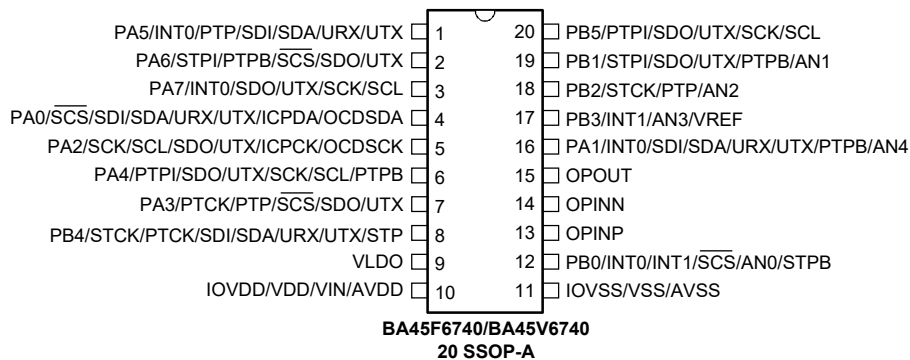 PA5/INT0/PTP/SDI/SDA/URX/UTX 1 20 PB5/PTPI/SDO/UTX/SCK/SCL
PA6/STPI/PTPB/SCS/SDO/UTX 2 19 PB1/STPI/SDO/UTX/PTPB/AN1
PA7/INT0/SDO/UTX/SCK/SCL 3 18 PB2/STCK/PTP/AN2
PA0/SCS/SDI/SDA/URX/UTX/ICPDA/OCDSDA 4 17 PB3/INT1/AN3/VREF
PA2/SCK/SCL/SDO/UTX/ICPCK/OCDSCK 5 16 PA1/INT0/SDI/SDA/URX/UTX/PTPB/AN4
PA4/PTPI/SDO/UTX/SCK/SCL/PTPB 6 15 OPOUT
PA3/PTCK/PTP/SCS/SDO/UTX 7 14 OPINN
PB4/STCK/PTCK/SDI/SDA/URX/UTX/STP 8 13 OPINP
VLDO 9 12 PB0/INT0/INT1/SCS/AN0/STPB
IOVDD/VDD/VIN/AVDD 10 11 IOVSS/VSS/AVSS
BA45F6740/BA45V6740
20 SSOP-A